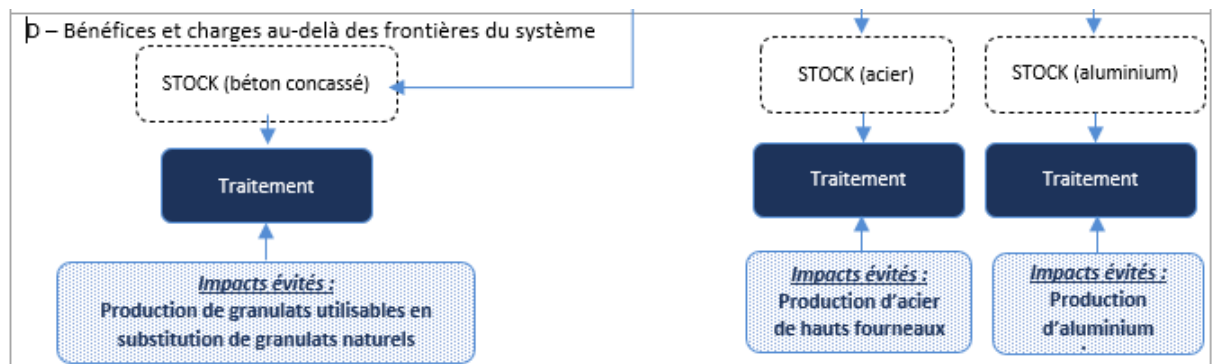 D – Bénéfices et charges au-delà des frontières du système
STOCK (béton concassé)
STOCK (acier)
STOCK (aluminium)
Traitement
Traitement
Traitement
Impacts évités :
Production de granulats utilisables en
substitution de granulats naturels
Impacts évités :
Production d’acier
de hauts fourneaux
Impacts évités :
Production
d’aluminium